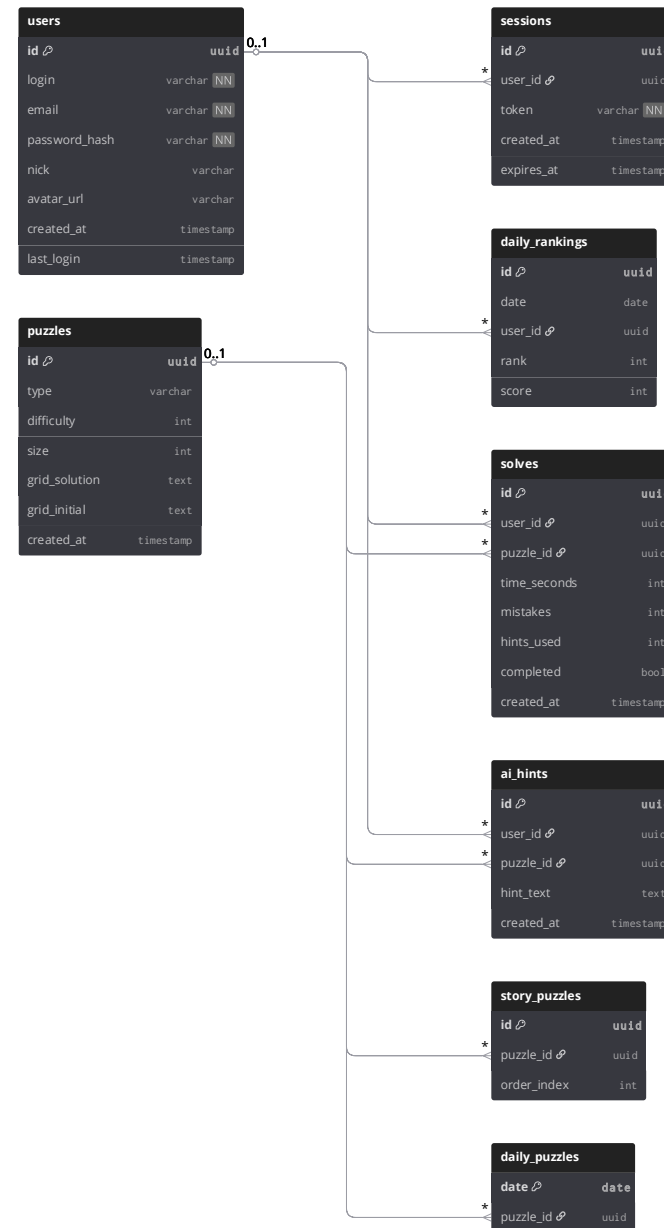 users
id uuid
login varchar NN
email varchar NN
password_hash varchar NN
nick varchar
avatar_url varchar
created_at timestamp
last_login timestamp
0..1
puzzles
id uuid
type varchar
difficulty int
size int
grid_solution text
grid_initial text
created_at timestamp
0..1
sessions
id uui
* user_id uuid
token varchar NN
created_at timestamp
expires_at timestamp
daily_rankings
id uuid
date date
* user_id uuid
rank int
score int
solves
id uui
* user_id uuid
* puzzle_id uuid
time_seconds int
mistakes int
hints_used int
completed bool
created_at timestamp
ai_hints
id uui
* user_id uuid
* puzzle_id uuid
hint_text text
created_at timestamp
story_puzzles
id uuid
* puzzle_id uuid
order_index int
daily_puzzles
date date
* puzzle_id uuid